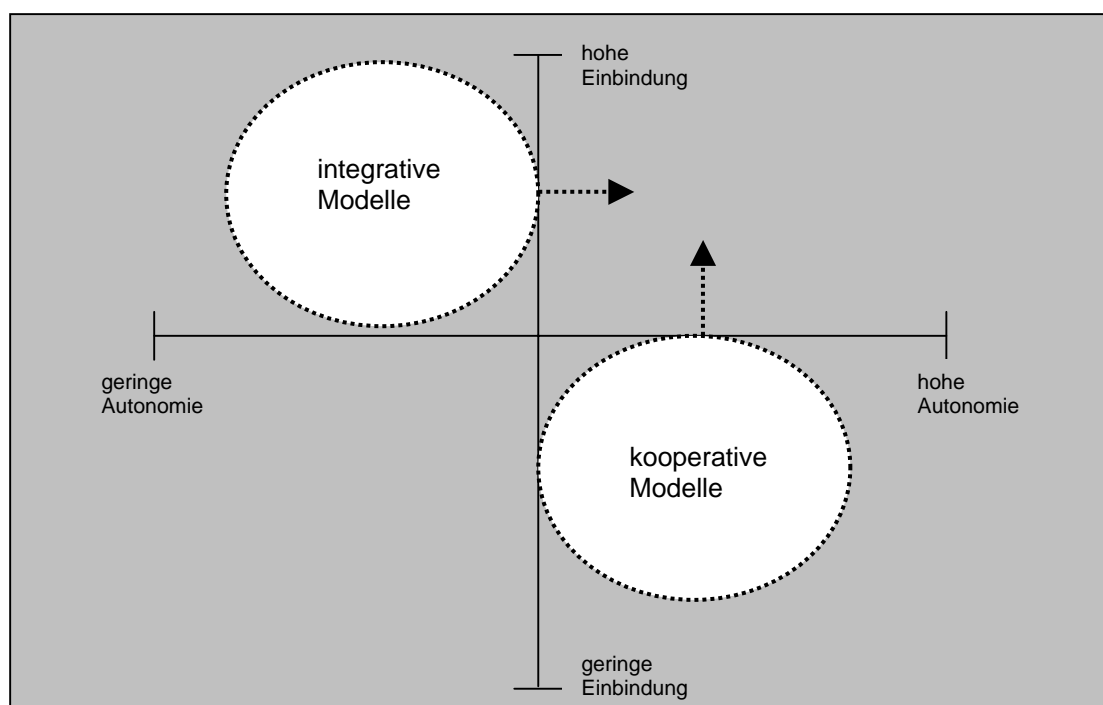 hohe
Einbindung
integrative
Modelle
geringe
Autonomie
hohe
Autonomie
kooperative
Modelle
geringe
Einbindung